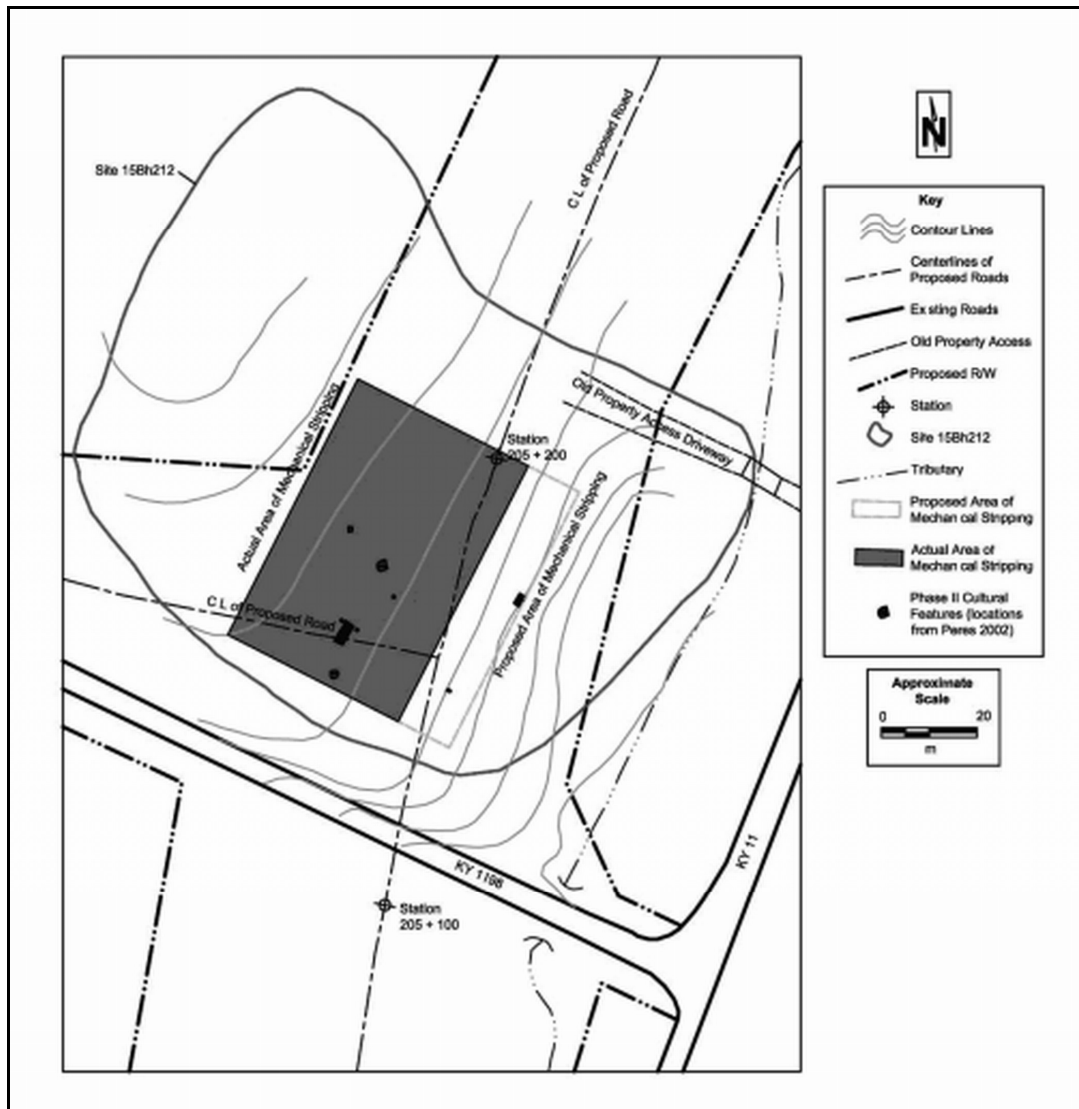 Site 15Bh212
C L of Proposed Road
Old Property Access Driveway
Station
205 + 200
Actual Area of Mechanical Stripping
Proposed Area of Mechanical Stripping
C L of Proposed Road
KY 1198
KY 11
Station
205 + 100
N
Key
Contour Lines
Centerlines of
Proposed Roads
Ex sting Roads
Old Property Access
Proposed R/W
Station
Site 15Bh212
Tributary
Proposed Area of
Mechan cal Stripping
Actual Area of
Mechan cal Stripping
Phase II Cultural
Features (locations
from Peres 2002)
Approximate
Scale
0 20
m